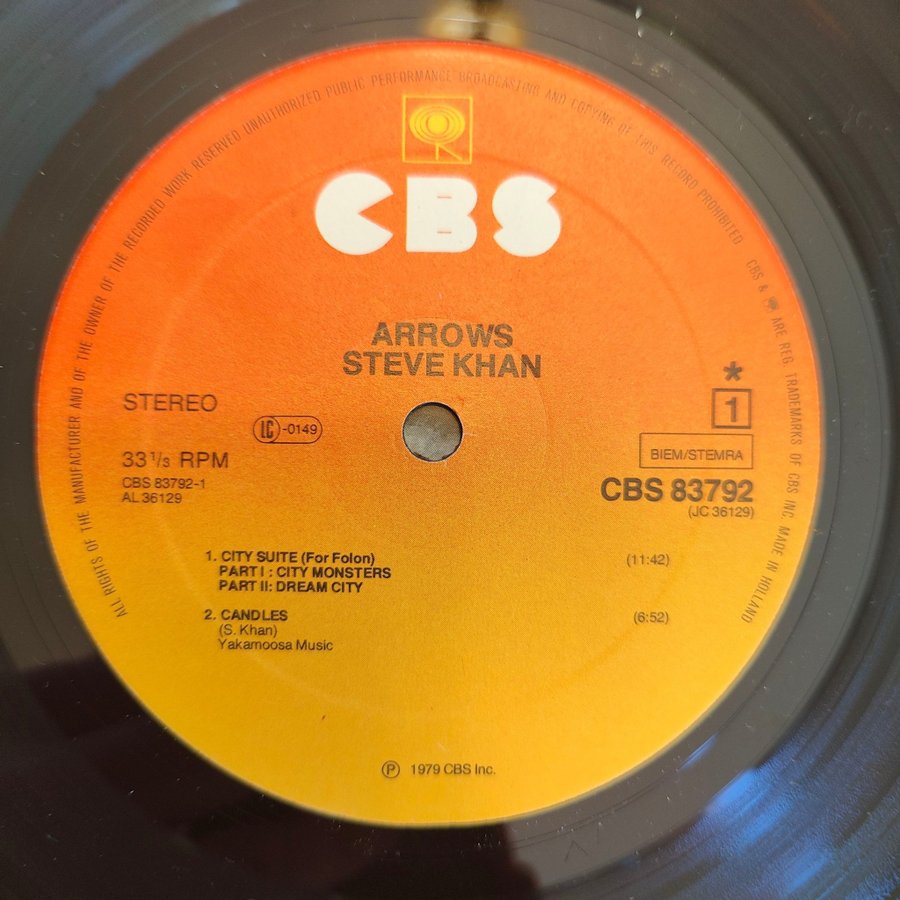 ALL RIGHTS OF THE MANUFACTURER AND OF THE OWNER OF THE RECORDED WORK RESERVED UNAUTHORIZED PUBLIC PERFORMANCE BROADCASTING AND COPYING OF THIS RECORD PROHIBITED
CBS & ARE REG. TRADEMARKS OF CBS INC. MADE IN HOLLAND
CBS
ARROWS
STEVE KHAN
STEREO
LC-0149
*
1
33 1/3 RPM
BIEM/STEMRA
CBS 83792-1
AL 36129
CBS 83792
(JC 36129)
1. CITY SUITE (For Folon) (11:42)
PART I : CITY MONSTERS
PART II: DREAM CITY
2. CANDLES (6:52)
(S. Khan)
Yakamoosa Music
℗ 1979 CBS Inc.